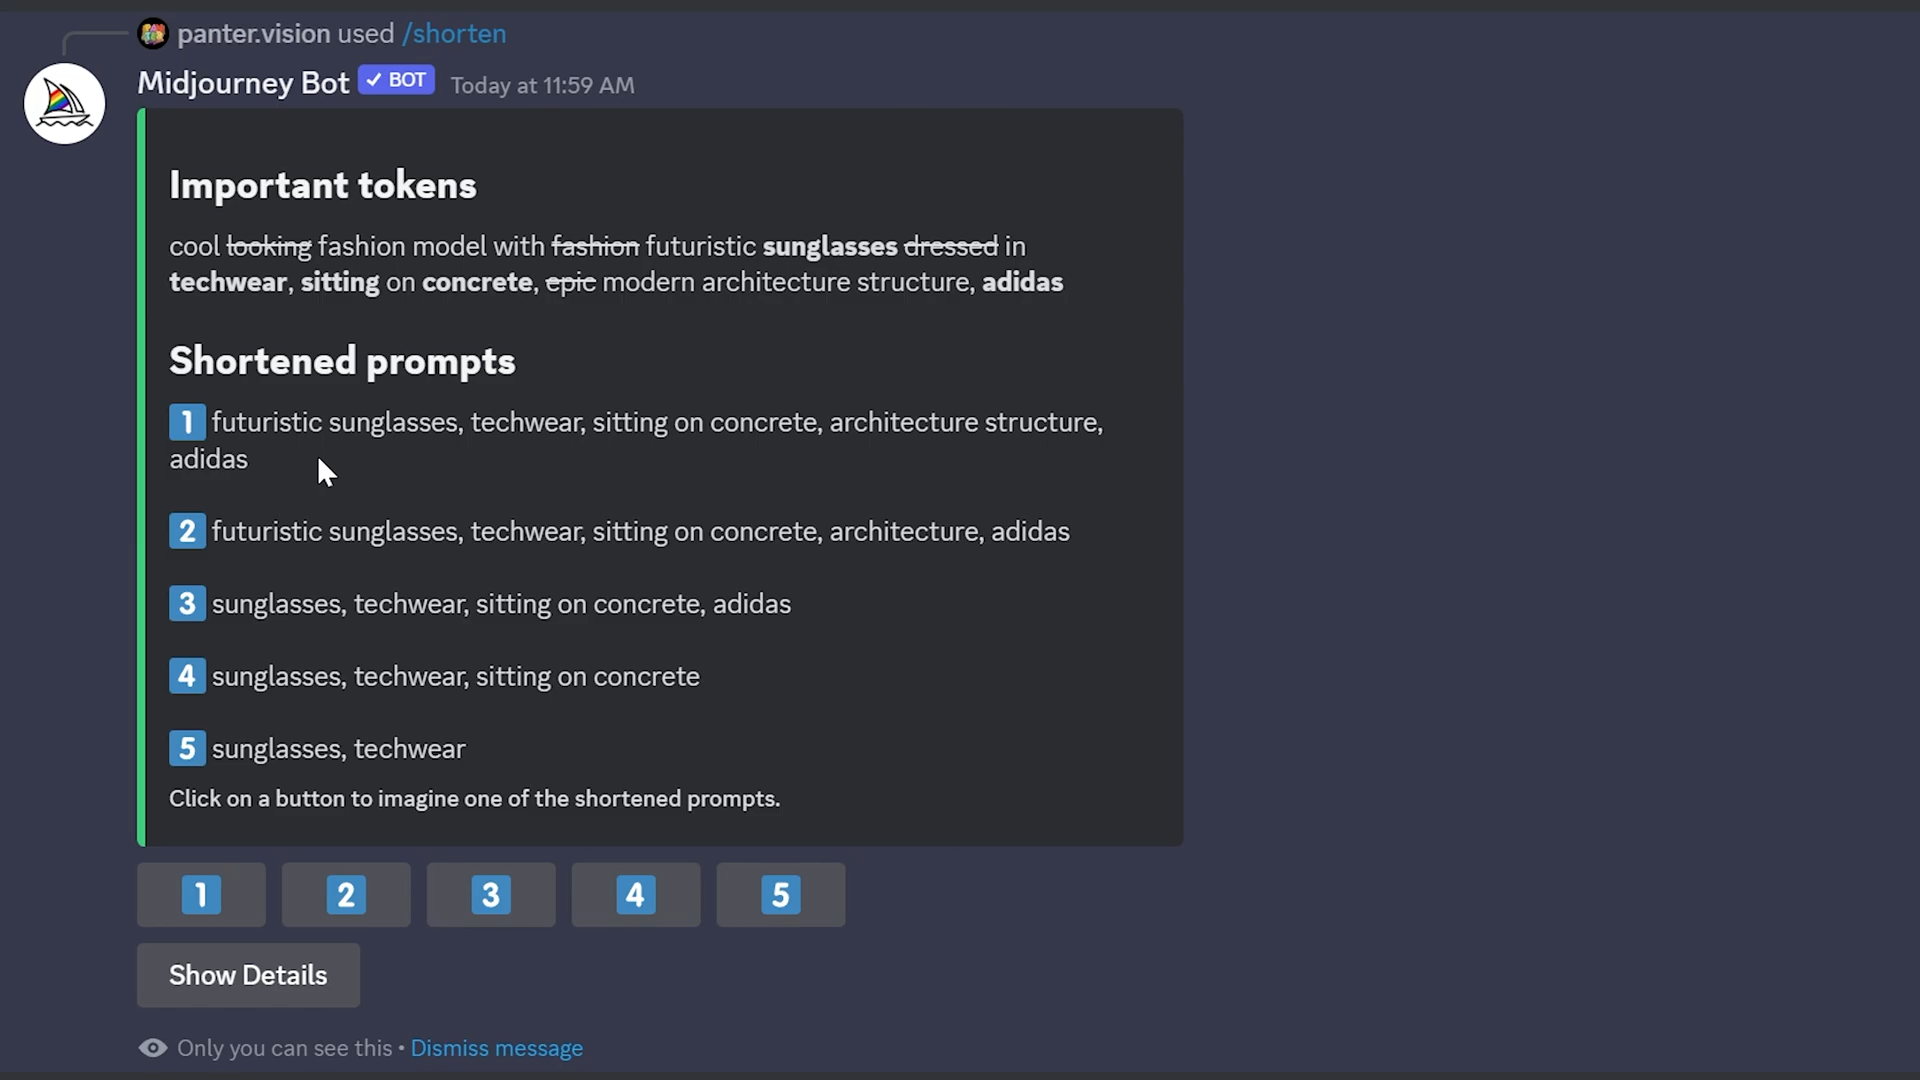 panter.vision used /shorten
Midjourney Bot ✓ BOT Today at 11:59 AM
Important tokens
cool looking fashion model with fashion futuristic sunglasses dressed in
techwear, sitting on concrete, epic modern architecture structure, adidas
Shortened prompts
1 futuristic sunglasses, techwear, sitting on concrete, architecture structure,
adidas
2 futuristic sunglasses, techwear, sitting on concrete, architecture, adidas
3 sunglasses, techwear, sitting on concrete, adidas
4 sunglasses, techwear, sitting on concrete
5 sunglasses, techwear
Click on a button to imagine one of the shortened prompts.
1 2 3 4 5
Show Details
Only you can see this • Dismiss message